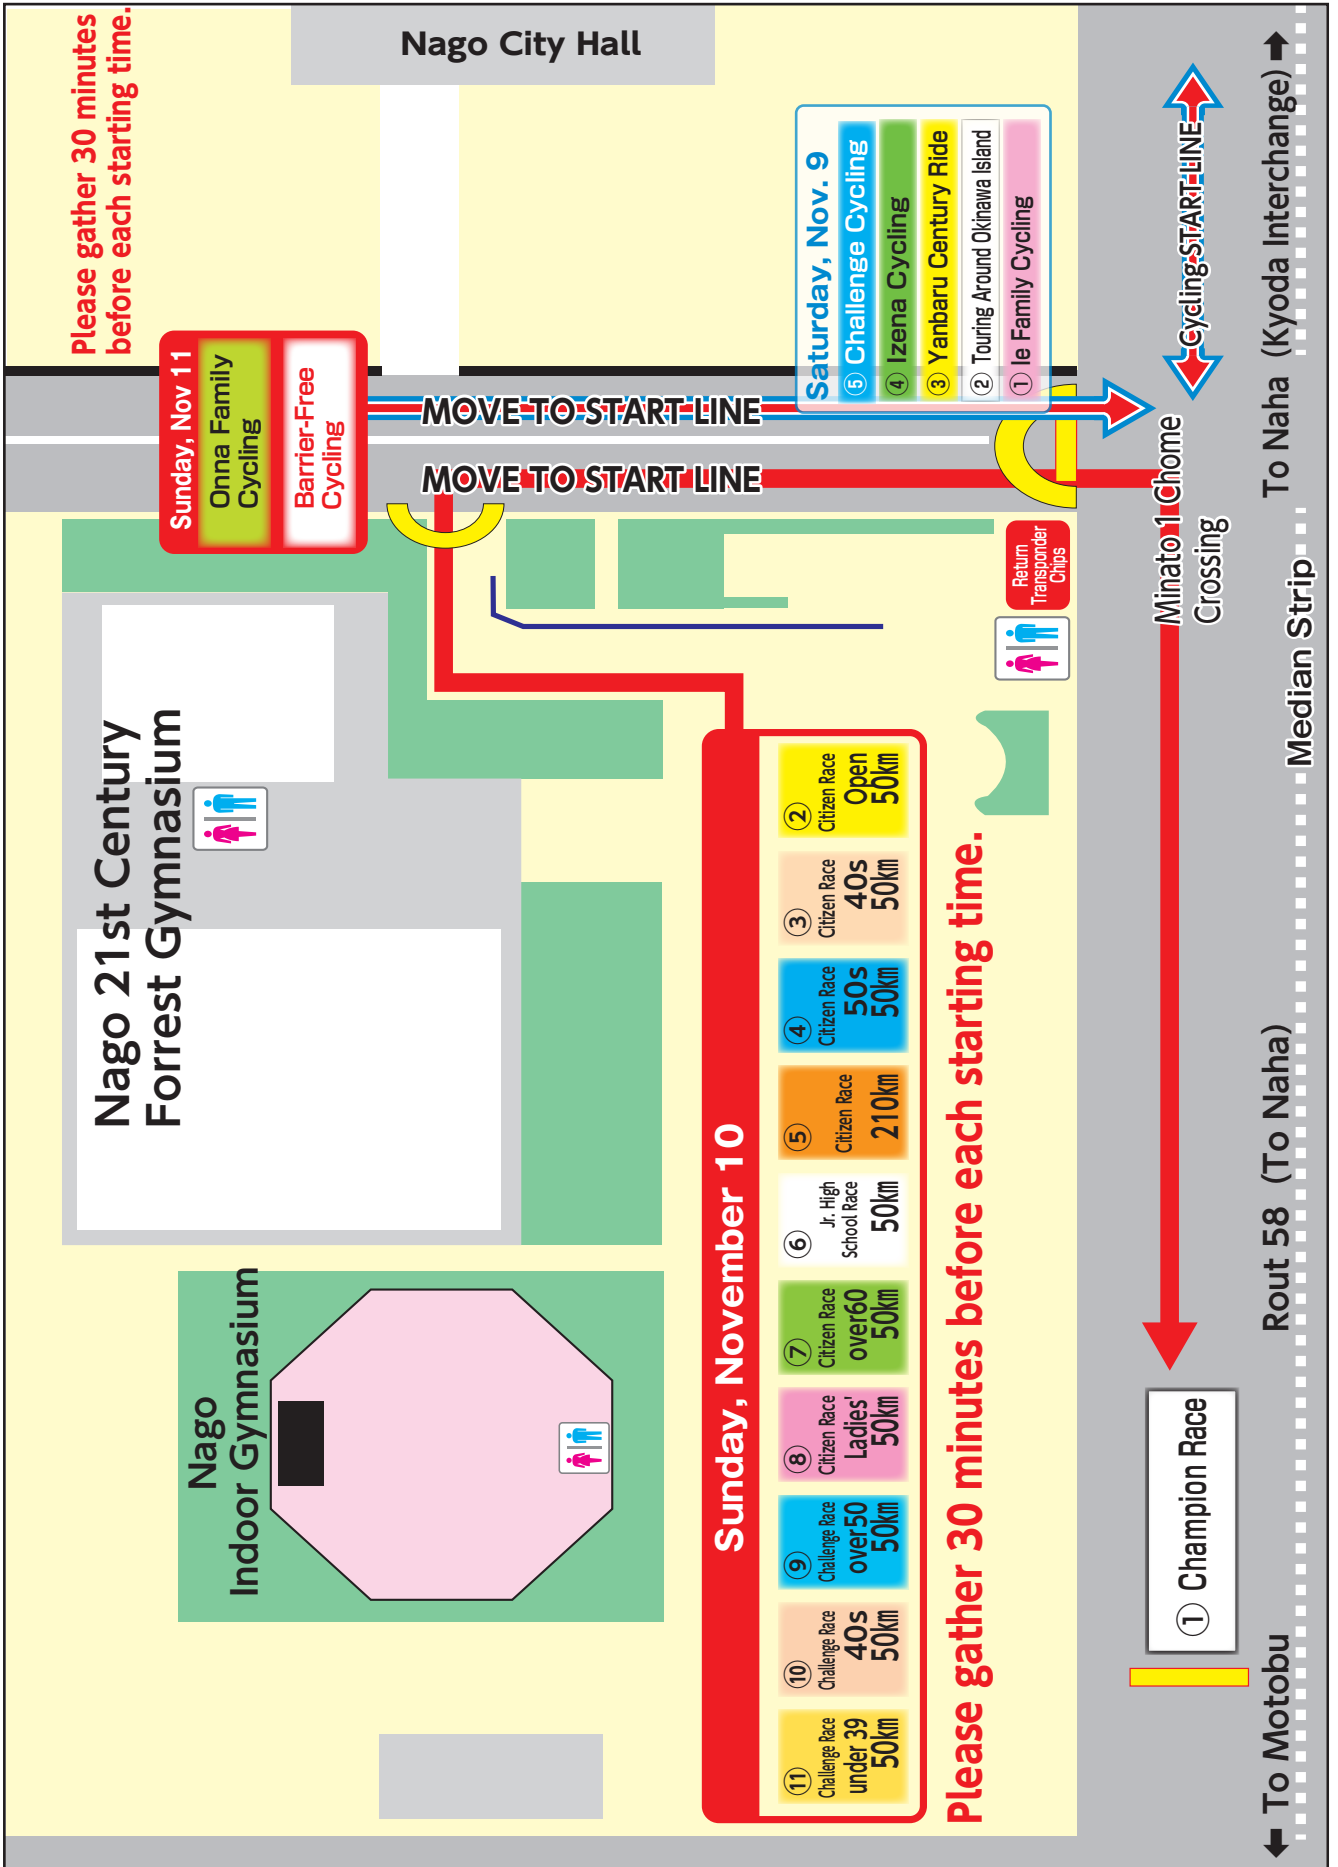 Nago City Hall
Please gather 30 minutes
before each starting time.
Sunday, Nov 11
Onna Family
Cycling
Barrier-Free
Cycling
MOVE TO START LINE
MOVE TO START LINE
Saturday, Nov. 9
⑤ Challenge Cycling
④ Izena Cycling
③ Yanbaru Century Ride
② Touring Around Okinawa Island
① Ie Family Cycling
Cycling START LINE
To Naha (Kyoda Interchange) ➡
Minato 1 Chome
Crossing
Return
Transponder
Chips
Median Strip
Nago 21st Century
Forrest Gymnasium
Nago
Indoor Gymnasium
Sunday, November 10
⑪
Challenge Race
under 39
50㎞
⑩
Challenge Race
40s
50㎞
⑨
Challenge Race
over50
50㎞
⑧
Citizen Race
Ladies'
50㎞
⑦
Citizen Race
over60
50㎞
⑥
Jr. High
School Race
50㎞
⑤
Citizen Race
210㎞
④
Citizen Race
50s
50㎞
③
Citizen Race
40s
50㎞
②
Citizen Race
Open
50㎞
Please gather 30 minutes before each starting time.
① Champion Race
⬅ To Motobu
Rout 58 (To Naha)